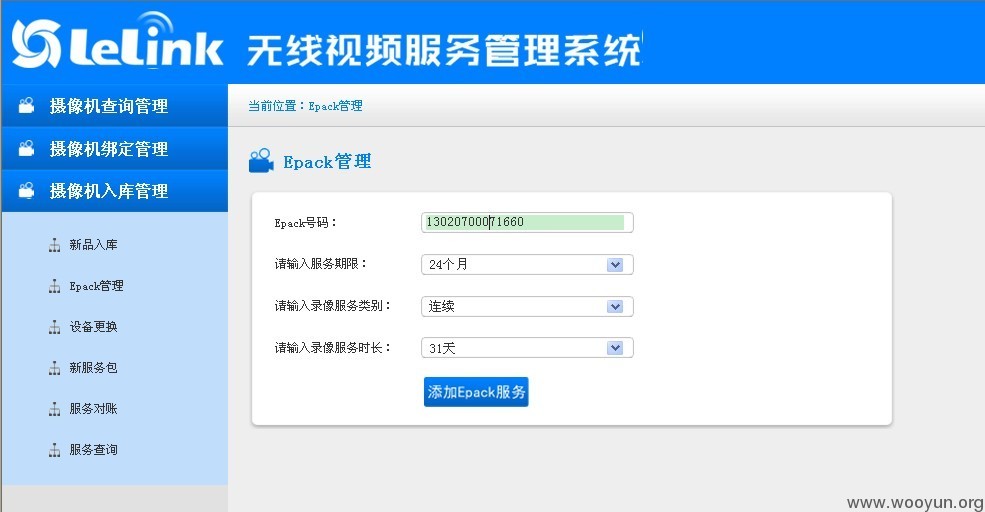 LeLink 无线视频服务管理系统
摄像机查询管理
摄像机绑定管理
摄像机入库管理
新品入库
Epack管理
设备更换
新服务包
服务对账
服务查询
当前位置：Epack管理
Epack管理
Epack号码： 13020700071660
请输入服务期限： 24个月
请输入录像服务类别： 连续
请输入录像服务时长： 31天
添加Epack服务
www.wooyun.org